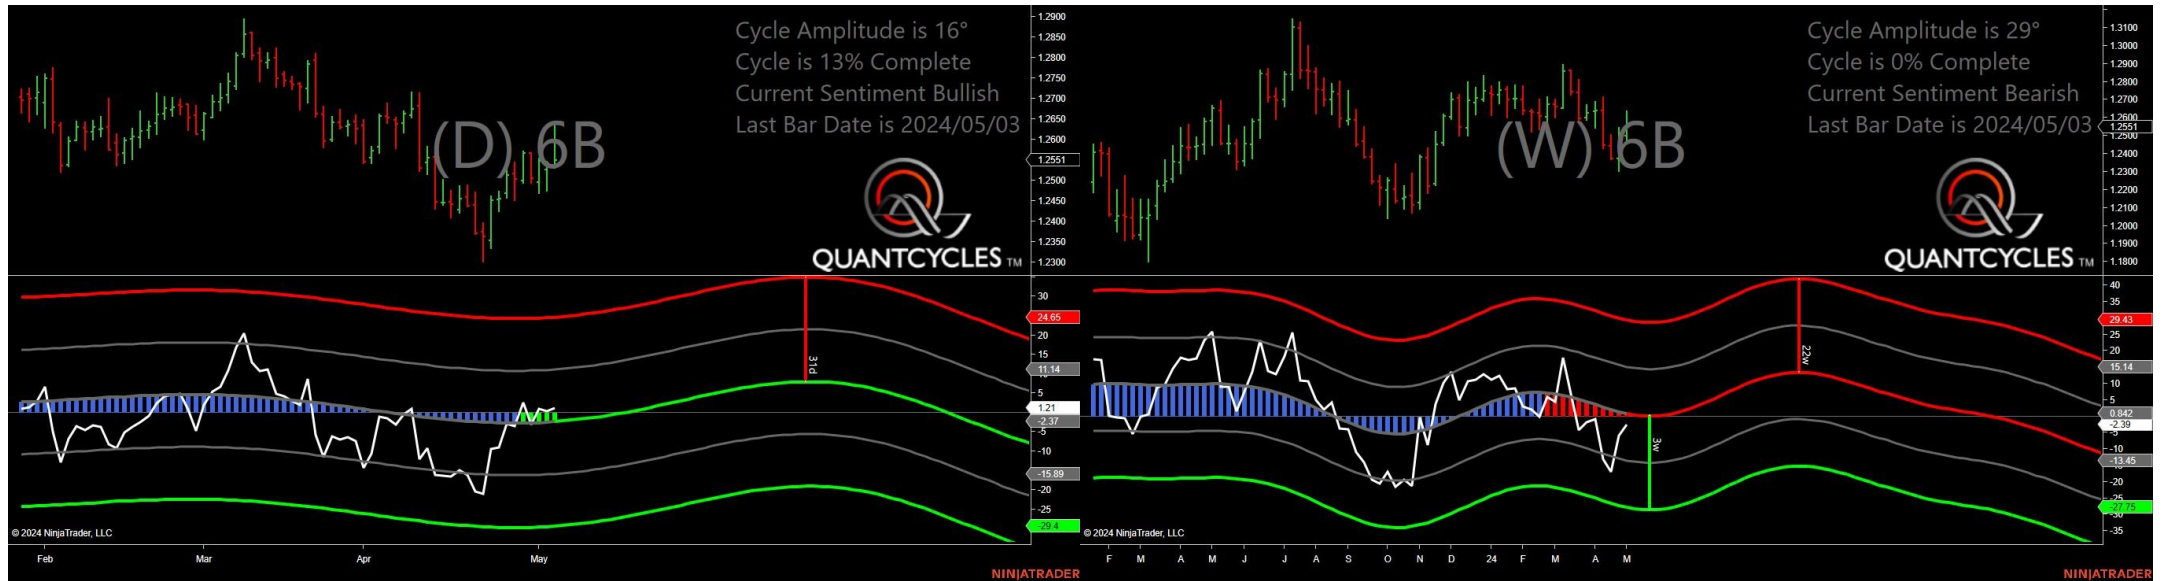 Cycle Amplitude is 16°
Cycle is 13% Complete
Current Sentiment Bullish
Last Bar Date is 2024/05/03
(D) 6B
QUANTCYCLES TM
1.2900
1.2850
1.2800
1.2750
1.2700
1.2650
1.2600
1.2551
1.2500
1.2450
1.2400
1.2350
1.2300
31d
30
24.65
20
15
11.14
5
1.21
-2.37
-5
-10
-15.89
-20
-25
-29.4
© 2024 NinjaTrader, LLC
Feb
Mar
Apr
May
NINJATRADER
Cycle Amplitude is 29°
Cycle is 0% Complete
Current Sentiment Bearish
Last Bar Date is 2024/05/03
(W) 6B
QUANTCYCLES TM
1.3100
1.3000
1.2900
1.2800
1.2700
1.2600
1.2551
1.2500
1.2400
1.2300
1.2200
1.2100
1.2000
1.1900
1.1800
22w
3w
40
35
29.43
25
20
15.14
10
5
0.842
-2.39
-5
-10
-13.45
-20
-25
-27.75
-30
-35
© 2024 NinjaTrader, LLC
F M A M J J A S O N D 24 F M A M
NINJATRADER